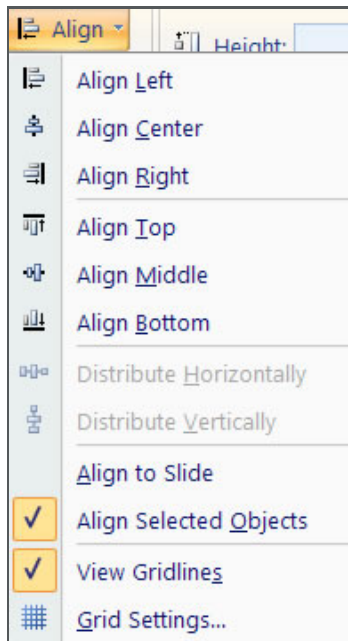 Align
Height:
Align Left
Align Center
Align Right
Align Top
Align Middle
Align Bottom
Distribute Horizontally
Distribute Vertically
Align to Slide
Align Selected Objects
View Gridlines
Grid Settings...